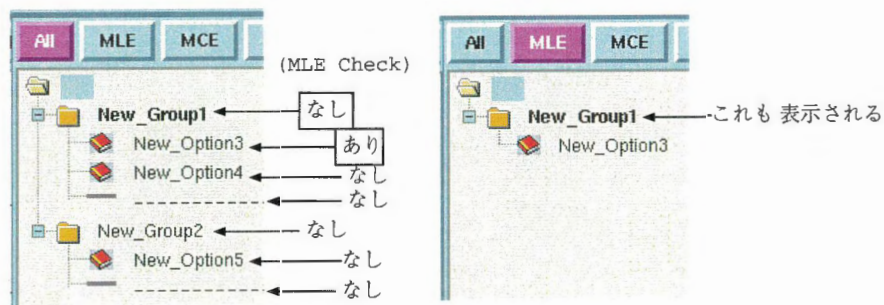 All MLE MCE
(MLE Check)
New_Group1 なし
New_Option3 あり
New_Option4 なし
---------------- なし
New_Group2 なし
New_Option5 なし
---------------- なし
All MLE MCE
New_Group1 これも 表示される
New_Option3